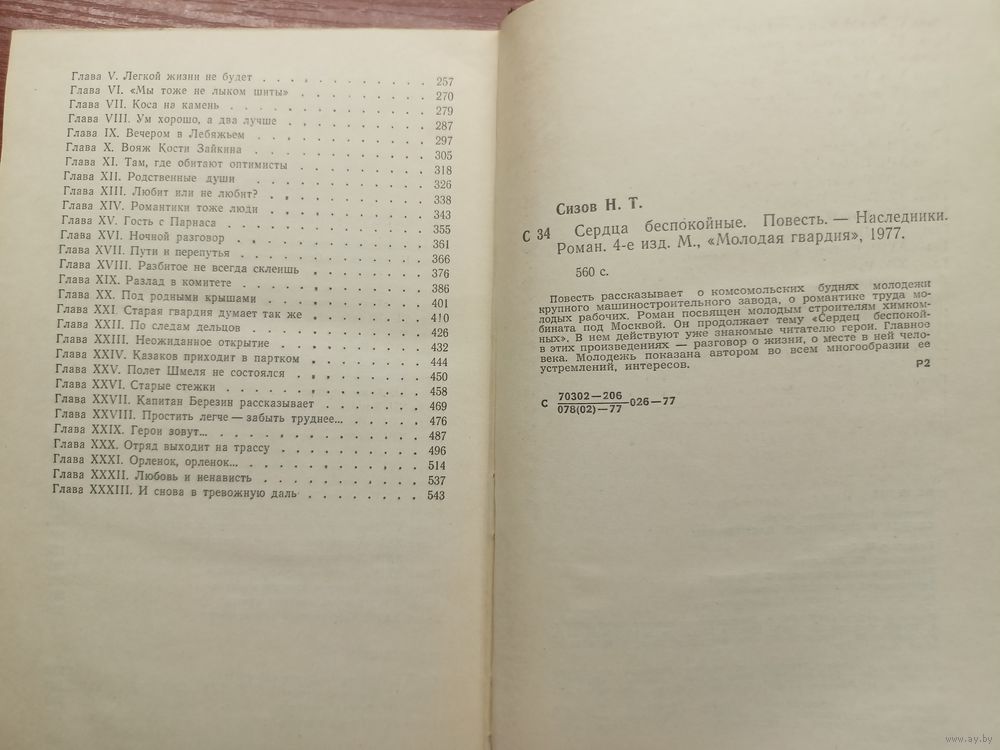 Глава V. Легкой жизни не будет . . . . . . . . . . 257
Глава VI. «Мы тоже не лыком шиты» . . . . . . . . 270
Глава VII. Коса на камень . . . . . . . . . . . 279
Глава VIII. Ум хорошо, а два лучше . . . . . . . . 287
Глава IX. Вечером в Лебяжьем . . . . . . . . . . 297
Глава X. Вояж Кости Зайкина . . . . . . . . . . 305
Глава XI. Там, где обитают оптимисты . . . . . . . . 318
Глава XII. Родственные души . . . . . . . . . . 326
Глава XIII. Любит или не любит? . . . . . . . . . 338
Глава XIV. Романтики тоже люди . . . . . . . . . 343
Глава XV. Гость с Парнаса . . . . . . . . . . . 355
Глава XVI. Ночной разговор . . . . . . . . . . . 361
Глава XVII. Пути и перепутья . . . . . . . . . . 366
Глава XVIII. Разбитое не всегда склеишь . . . . . . . 376
Глава XIX. Разлад в комитете . . . . . . . . . . 386
Глава XX. Под родными крышами . . . . . . . . . 401
Глава XXI. Старая гвардия думает так же . . . . . . . 410
Глава XXII. По следам дельцов . . . . . . . . . . 426
Глава XXIII. Неожиданное открытие . . . . . . . . 432
Глава XXIV. Казаков приходит в партком . . . . . . . 444
Глава XXV. Полет Шмеля не состоялся . . . . . . . . 450
Глава XXVI. Старые стежки . . . . . . . . . . . 458
Глава XXVII. Капитан Березин рассказывает . . . . . . 469
Глава XXVIII. Простить легче — забыть труднее... . . . . . 476
Глава XXIX. Герои зовут... . . . . . . . . . . . 487
Глава XXX. Отряд выходит на трассу . . . . . . . . 496
Глава XXXI. Орленок, орленок... . . . . . . . . . 514
Глава XXXII. Любовь и ненависть . . . . . . . . . 537
Глава XXXIII. И снова в тревожную даль . . . . . . . 543
Сизов Н. Т.
С 34 Сердца беспокойные. Повесть. — Наследники.
Роман. 4-е изд. М., «Молодая гвардия», 1977.
560 с.
Повесть рассказывает о комсомольских буднях молодежи
крупного машиностроительного завода, о романтике труда мо-
лодых рабочих. Роман посвящен молодым строителям химком-
бината под Москвой. Он продолжает тему «Сердец беспокой-
ных». В нем действуют уже знакомые читателю герои. Главное
в этих произведениях — разговор о жизни, о месте в ней чело-
века. Молодежь показана автором во всем многообразии ее
устремлений, интересов.
Р2
С 70302—206
078(02)—77 026—77
www.ay.by